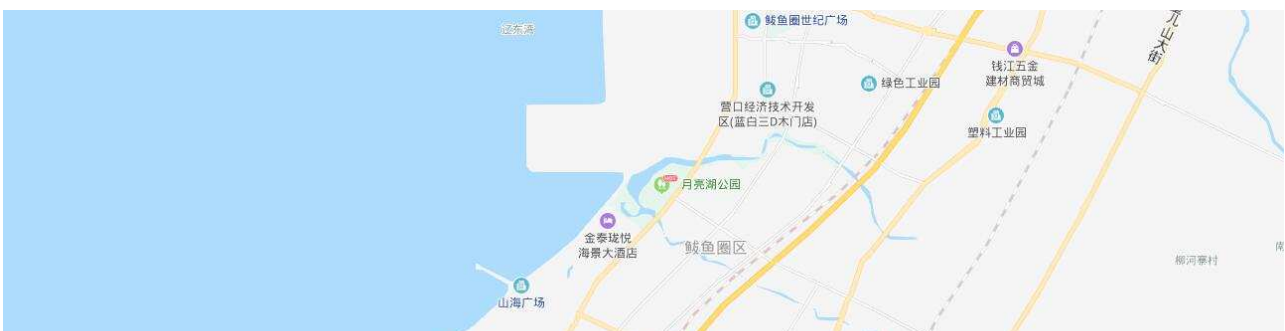 鲅鱼圈世纪广场
辽东湾
金几山大街
钱江五金
建材商贸城
绿色工业园
营口经济技术开发
区(蓝白三D木门店)
塑料工业园
月亮湖公园
金泰珑悦
海景大酒店
鲅鱼圈区
柳河寨村
山海广场